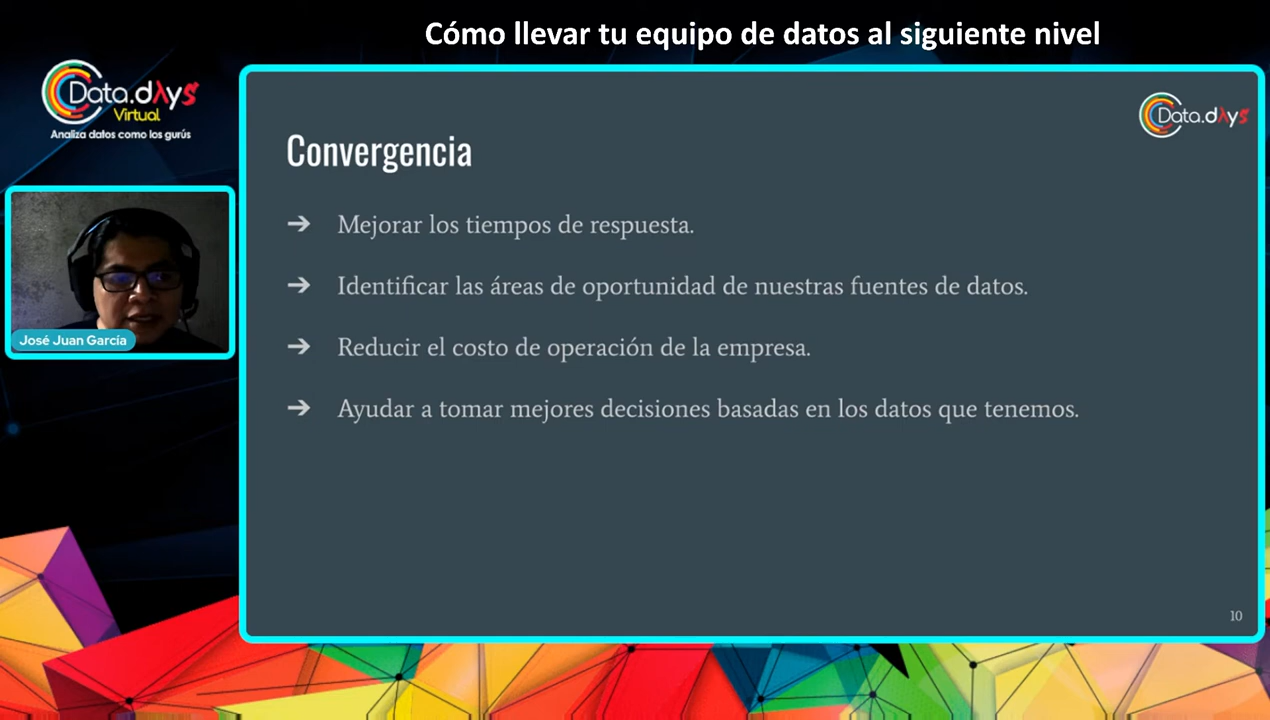 Cómo llevar tu equipo de datos al siguiente nivel
Data.dAys
Virtual
Analiza datos como los gurús
Data.dAys
Convergencia
➔ Mejorar los tiempos de respuesta.
➔ Identificar las áreas de oportunidad de nuestras fuentes de datos.
➔ Reducir el costo de operación de la empresa.
➔ Ayudar a tomar mejores decisiones basadas en los datos que tenemos.
José Juan García
10